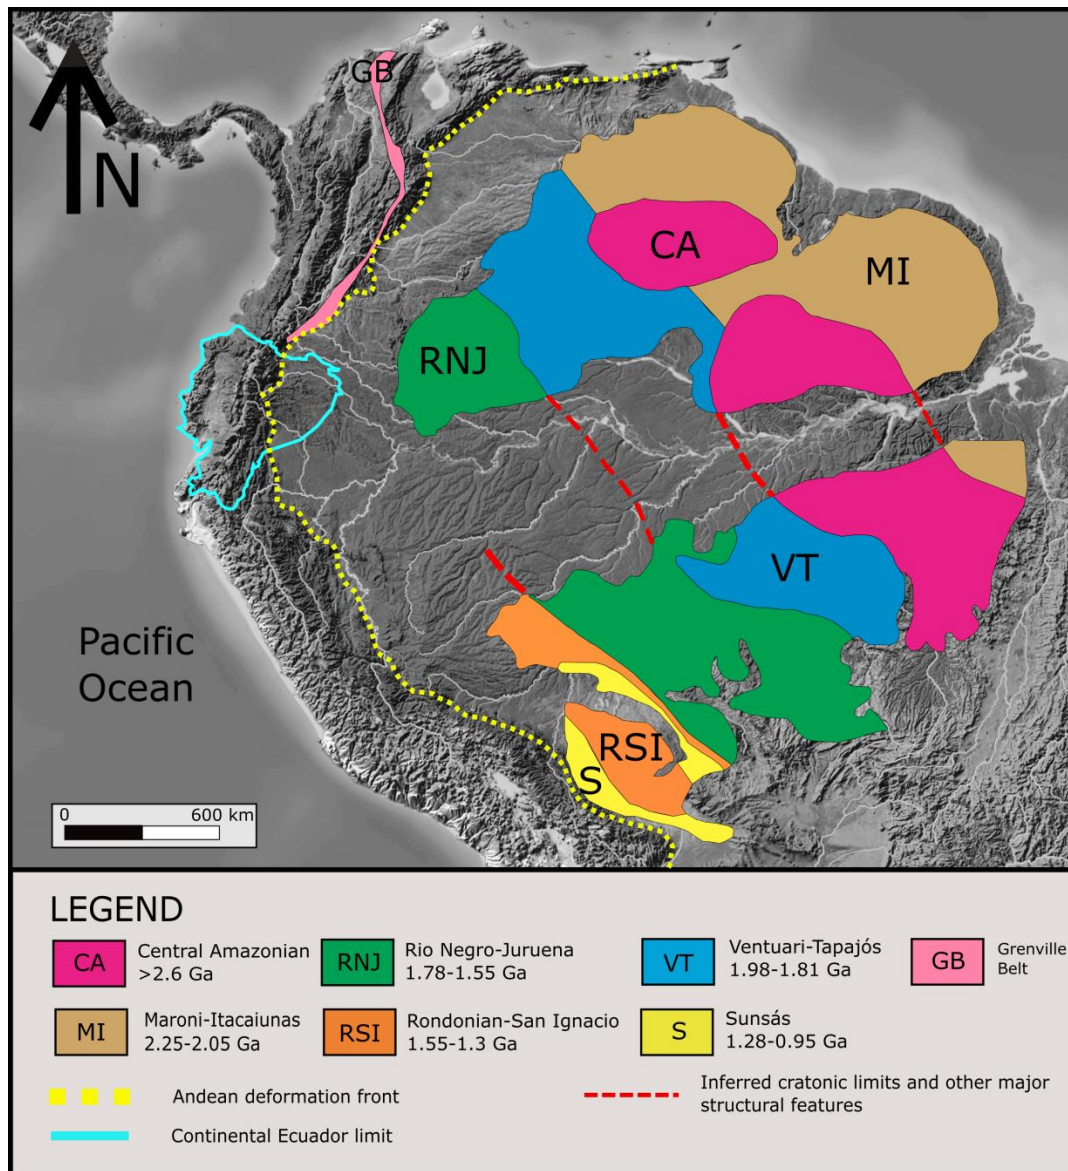 GB
N
CA
MI
RNJ
VT
Pacific
Ocean
RSI
S
0 600 km
LEGEND
CA Central Amazonian
>2.6 Ga
RNJ Rio Negro-Juruena
1.78-1.55 Ga
VT Ventuari-Tapajós
1.98-1.81 Ga
GB Grenville
Belt
MI Maroni-Itacaiunas
2.25-2.05 Ga
RSI Rondonian-San Ignacio
1.55-1.3 Ga
S Sunsás
1.28-0.95 Ga
Andean deformation front
Inferred cratonic limits and other major
structural features
Continental Ecuador limit